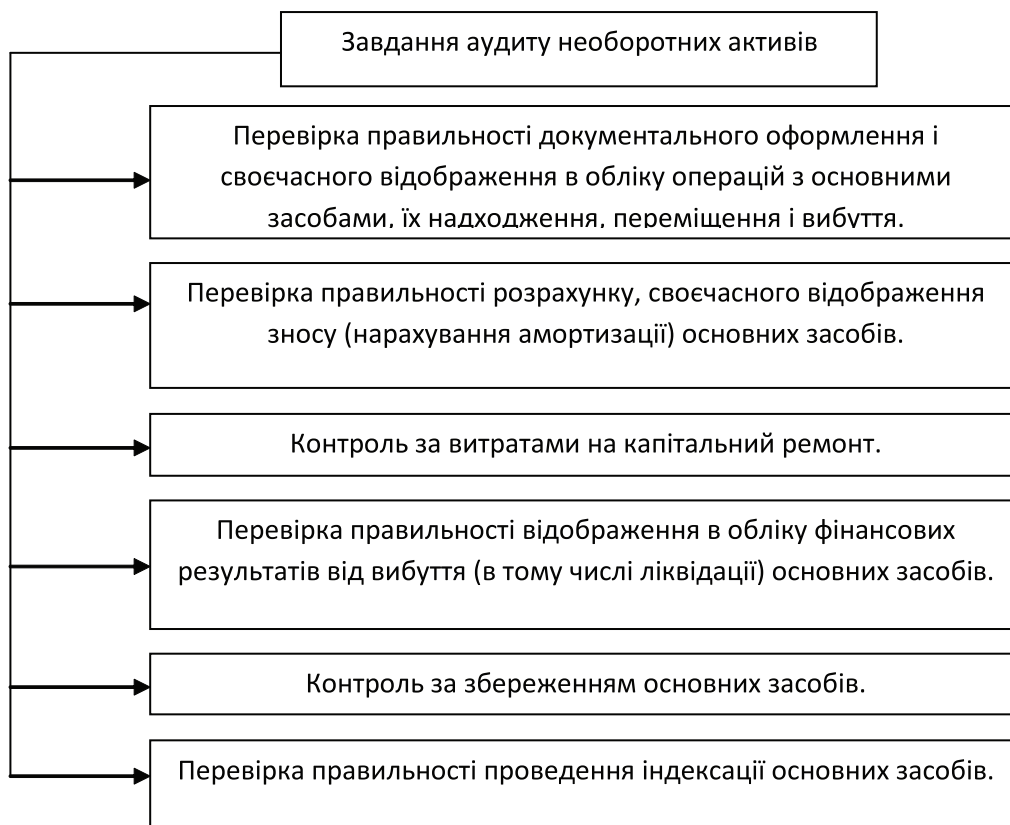 Завдання аудиту необоротних активів
Перевірка правильності документального оформлення і
своєчасного відображення в обліку операцій з основними
засобами, їх надходження, переміщення і вибуття.
Перевірка правильності розрахунку, своєчасного відображення
зносу (нарахування амортизації) основних засобів.
Контроль за витратами на капітальний ремонт.
Перевірка правильності відображення в обліку фінансових
результатів від вибуття (в тому числі ліквідації) основних засобів.
Контроль за збереженням основних засобів.
Перевірка правильності проведення індексації основних засобів.